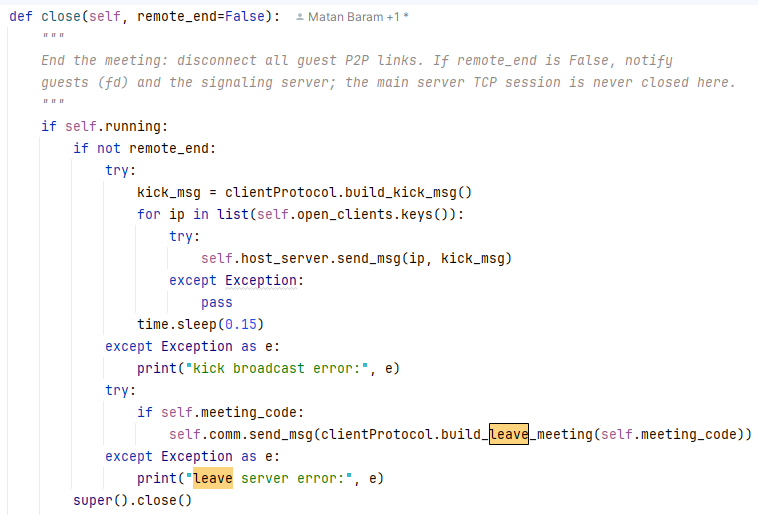 def close(self, remote_end=False): Matan Baram +1 *
    """
    End the meeting: disconnect all guest P2P links. If remote_end is False, notify
    guests (fd) and the signaling server; the main server TCP session is never closed here.
    """
    if self.running:
        if not remote_end:
            try:
                kick_msg = clientProtocol.build_kick_msg()
                for ip in list(self.open_clients.keys()):
                    try:
                        self.host_server.send_msg(ip, kick_msg)
                    except Exception:
                        pass
                time.sleep(0.15)
            except Exception as e:
                print("kick broadcast error:", e)
            try:
                if self.meeting_code:
                    self.comm.send_msg(clientProtocol.build_leave_meeting(self.meeting_code))
            except Exception as e:
                print("leave server error:", e)
        super().close()